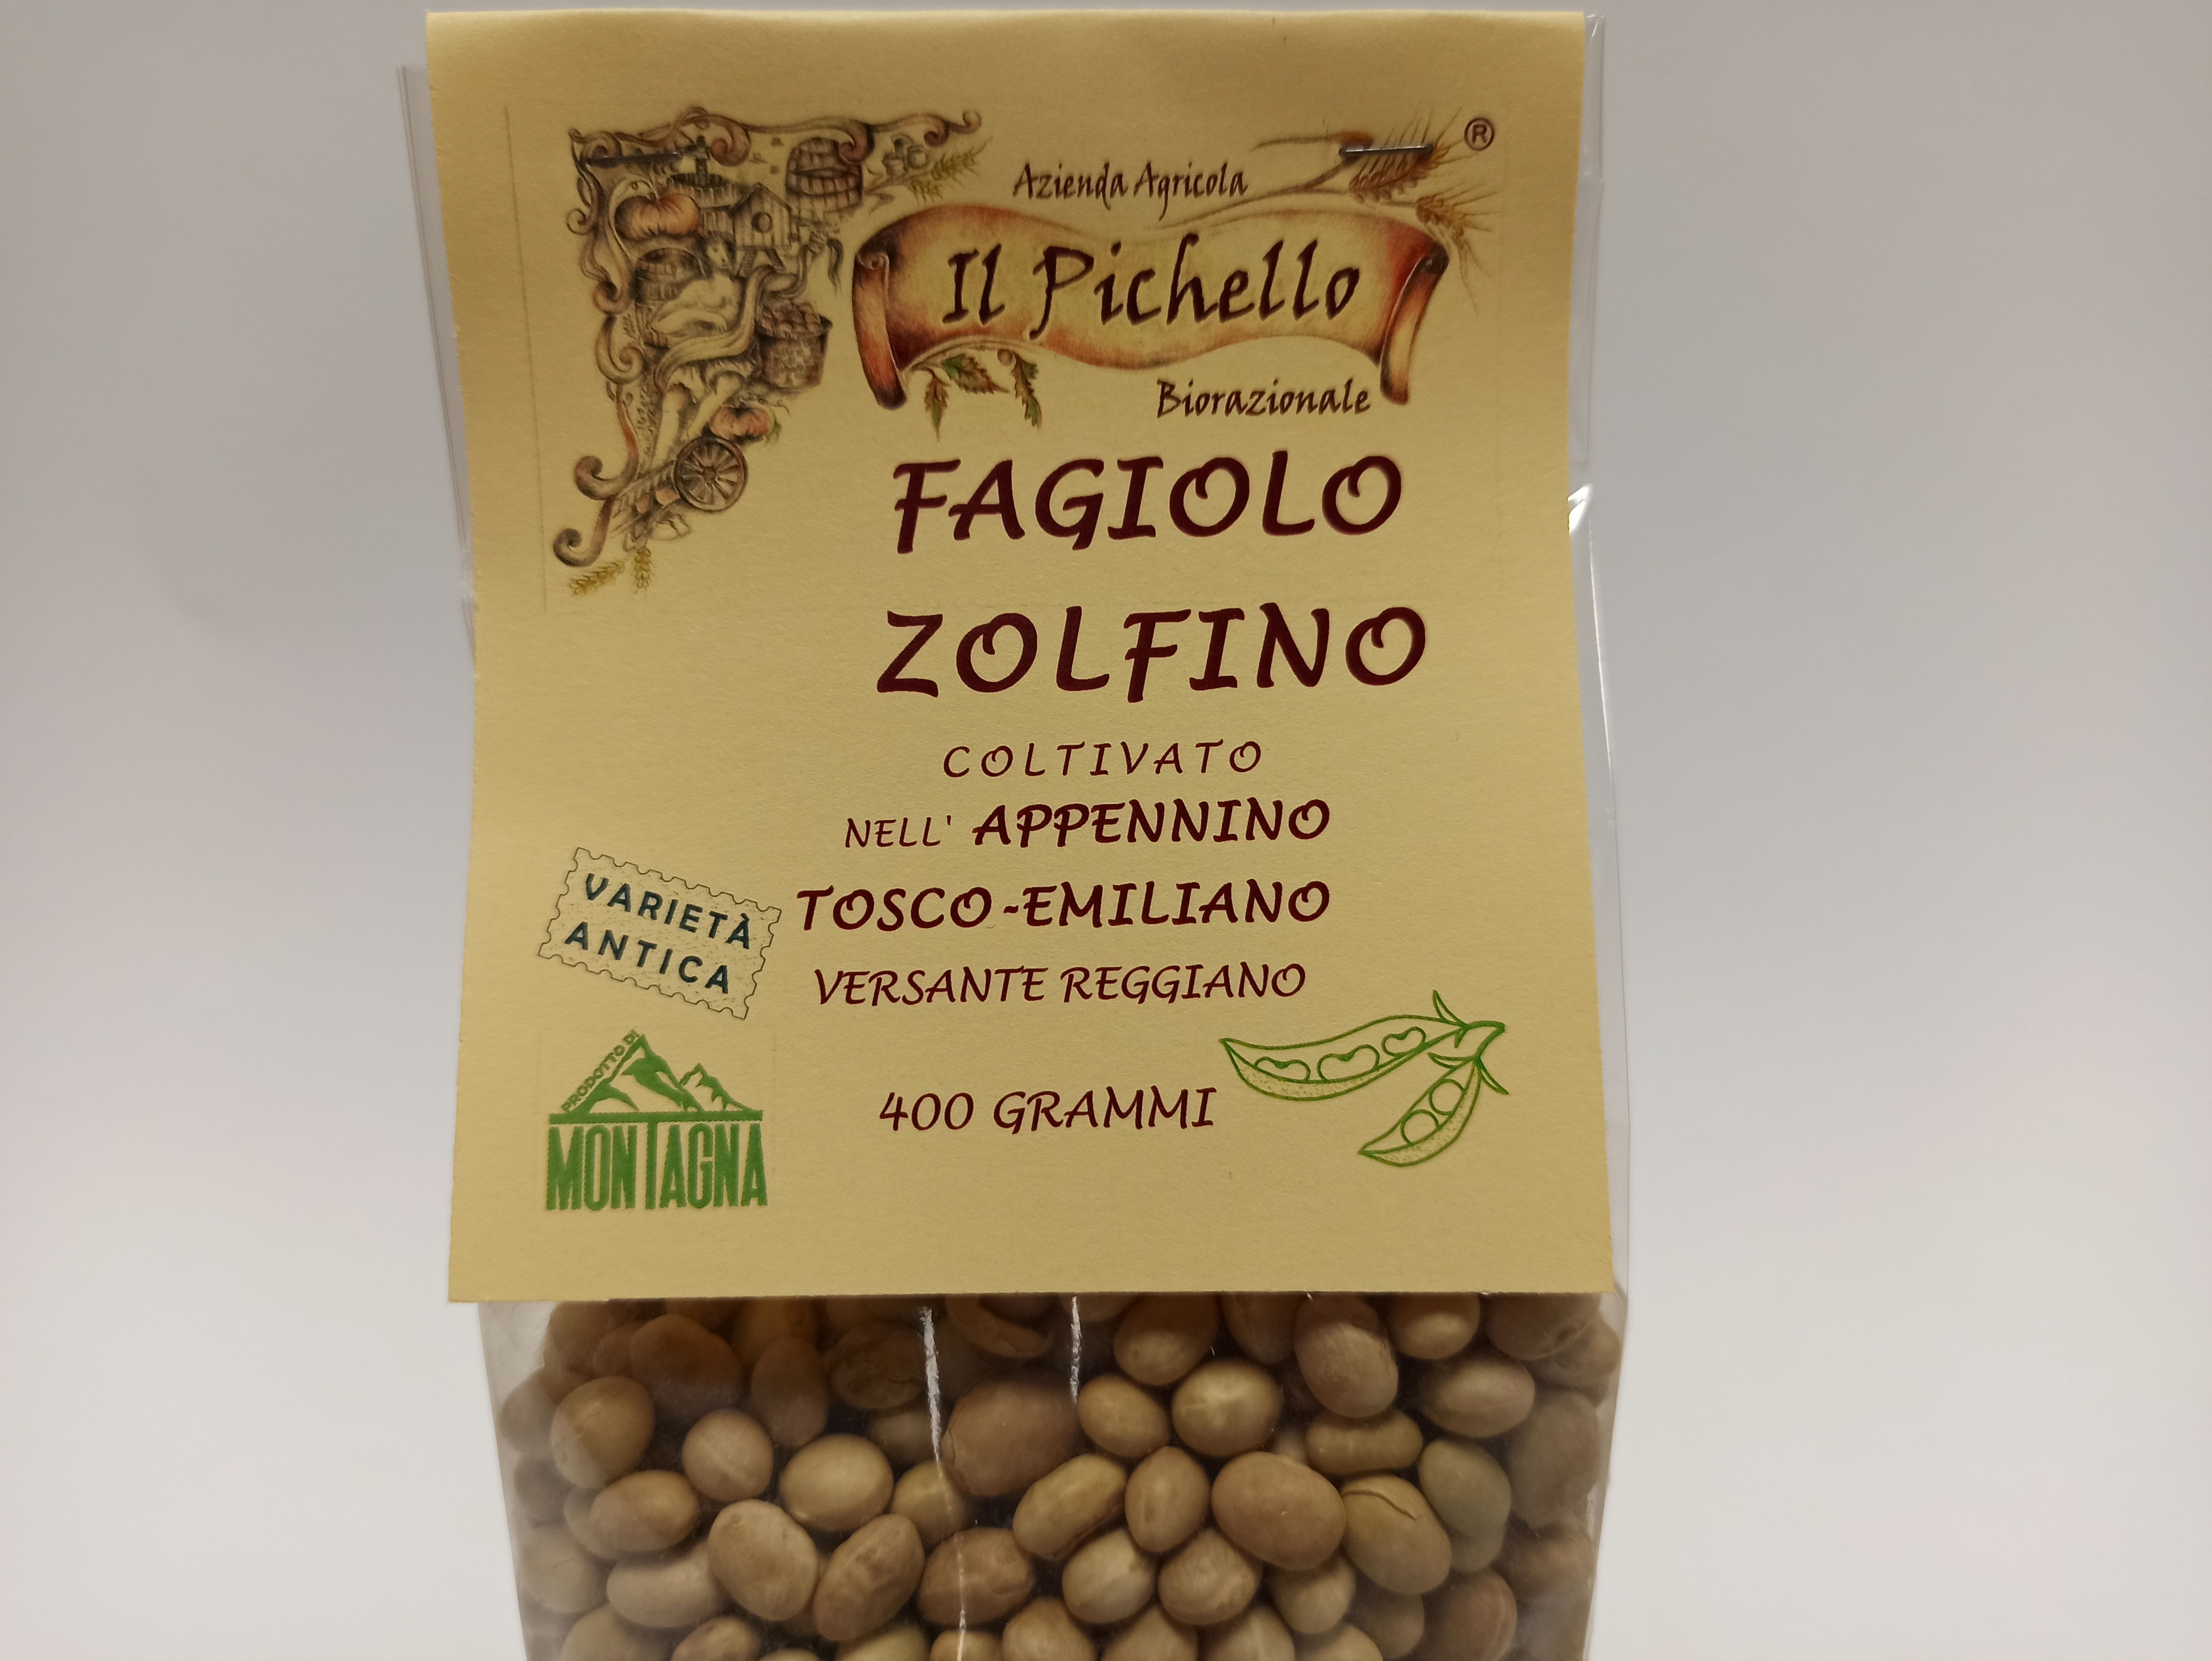 Azienda Agricola
®
Il Pichello
Biorazionale
FAGIOLO
ZOLFINO
COLTIVATO
NELL' APPENNINO
TOSCO-EMILIANO
VERSANTE REGGIANO
VARIETÀ
ANTICA
PRODOTTO DI
MONTAGNA
400 GRAMMI